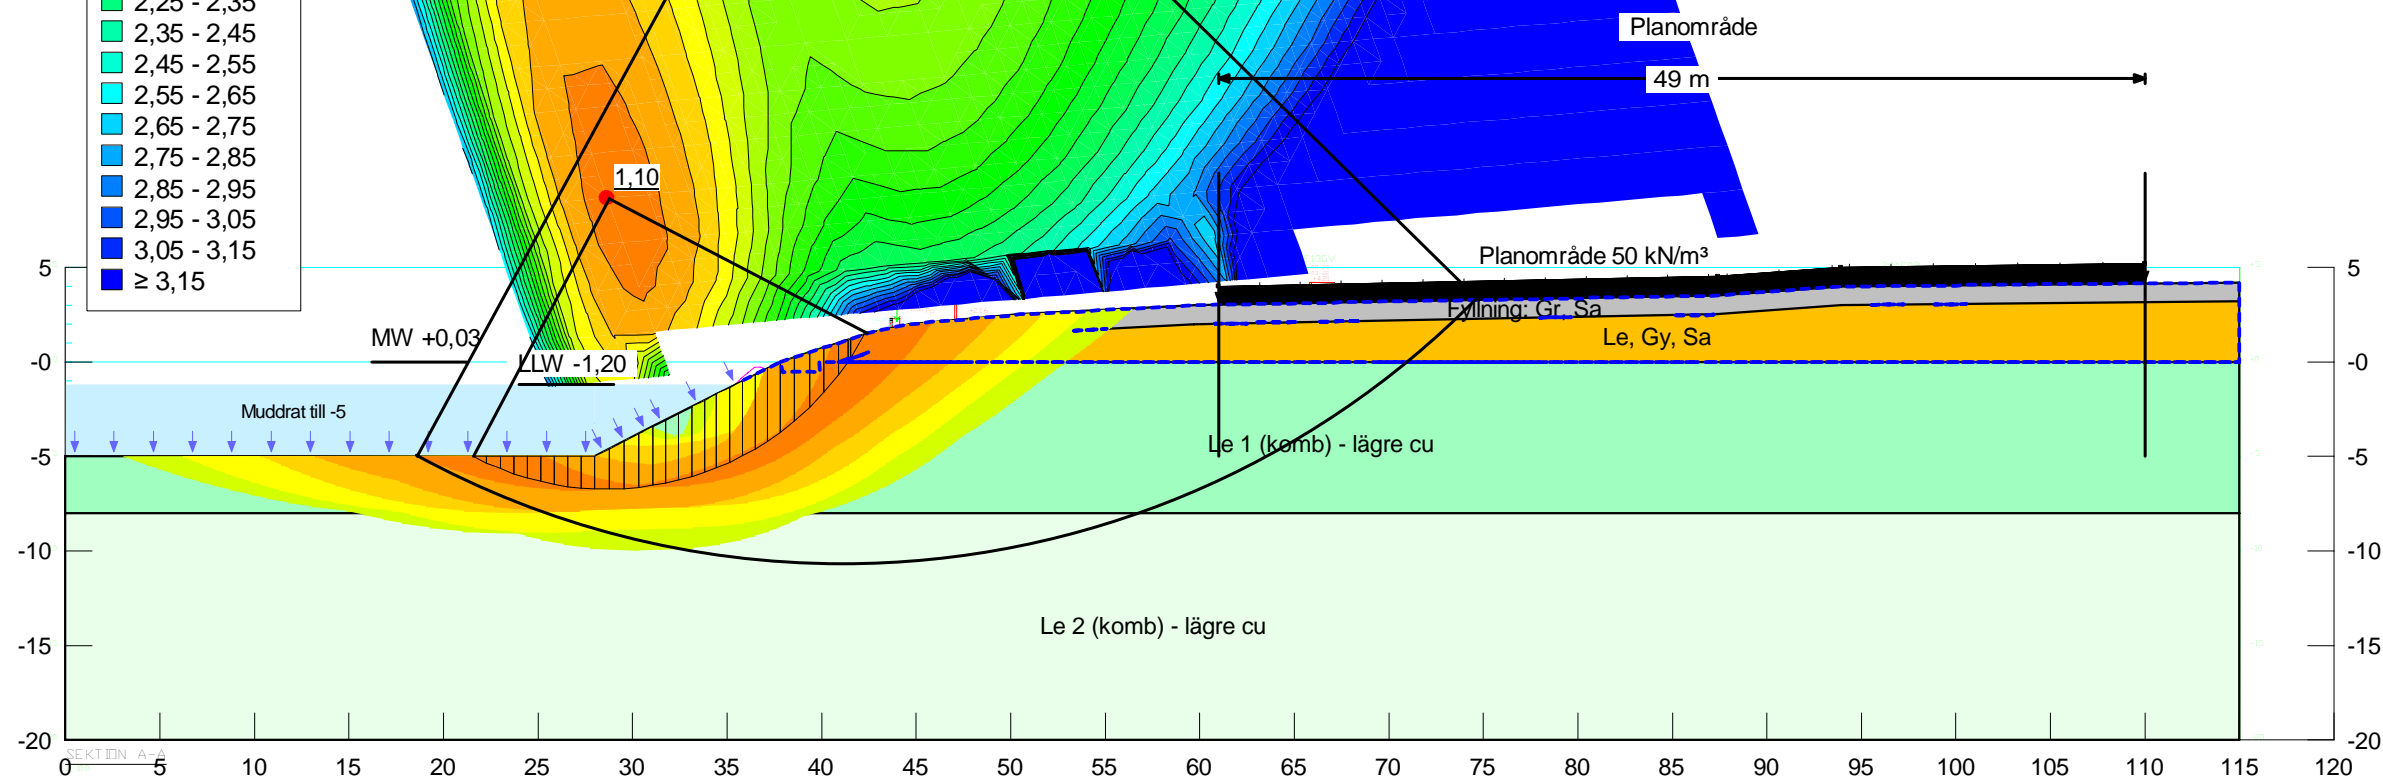 2,25 - 2,35
2,35 - 2,45
2,45 - 2,55
2,55 - 2,65
2,65 - 2,75
2,75 - 2,85
2,85 - 2,95
2,95 - 3,05
3,05 - 3,15
≥ 3,15
Planområde
49 m
1,10
Planområde 50 kN/m³
Fyllning: Gr, Sa
Le, Gy, Sa
MW +0,03
LLW -1,20
Muddrat till -5
Le 1 (komb) - lägre cu
Le 2 (komb) - lägre cu
5
-0
-5
-10
-15
-20
5
-0
-5
-10
-15
-20
SEKTION A-A
0 5 10 15 20 25 30 35 40 45 50 55 60 65 70 75 80 85 90 95 100 105 110 115 120